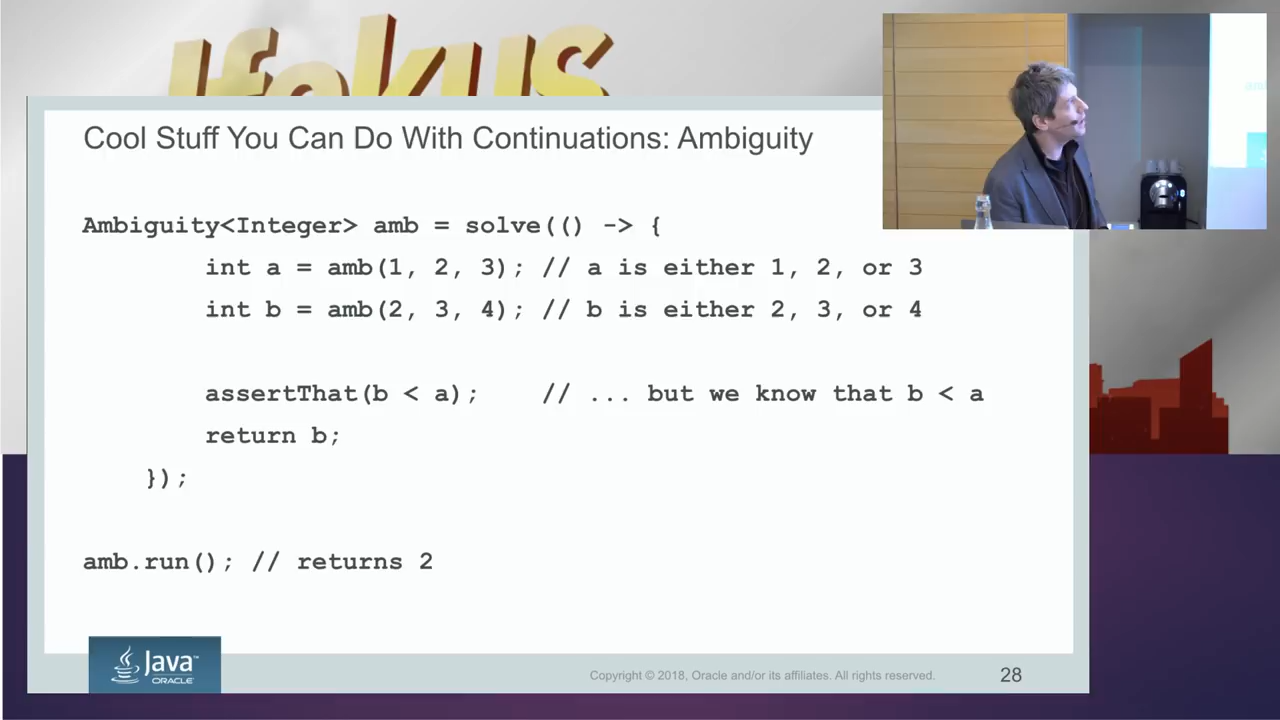 Jfokus
Cool Stuff You Can Do With Continuations: Ambiguity
Ambiguity<Integer> amb = solve(() -> {
int a = amb(1, 2, 3); // a is either 1, 2, or 3
int b = amb(2, 3, 4); // b is either 2, 3, or 4
assertThat(b < a); // ... but we know that b < a
return b;
});
amb.run(); // returns 2
Java™
ORACLE
Copyright © 2018, Oracle and/or its affiliates. All rights reserved.
28